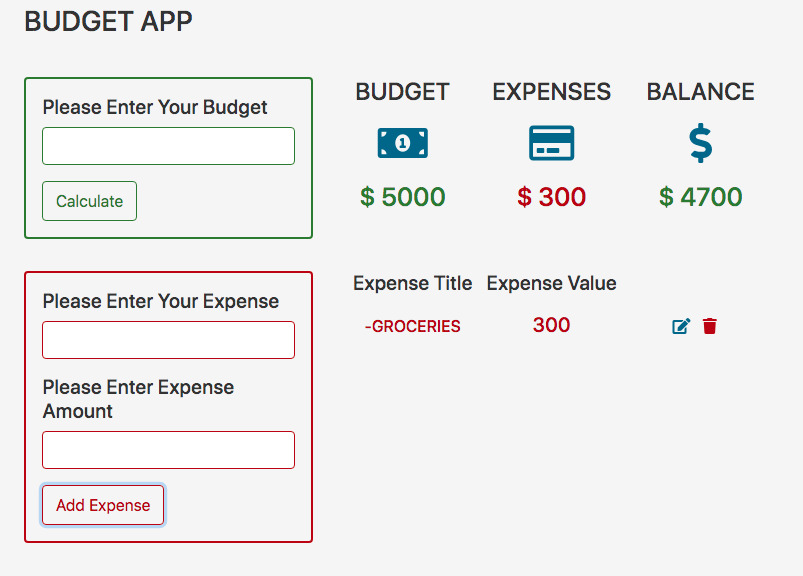 BUDGET APP
Please Enter Your Budget
Calculate
BUDGET EXPENSES BALANCE
1
$ 5000 $ 300 $ 4700
Please Enter Your Expense
Please Enter Expense
Amount
Add Expense
Expense Title Expense Value
-GROCERIES 300